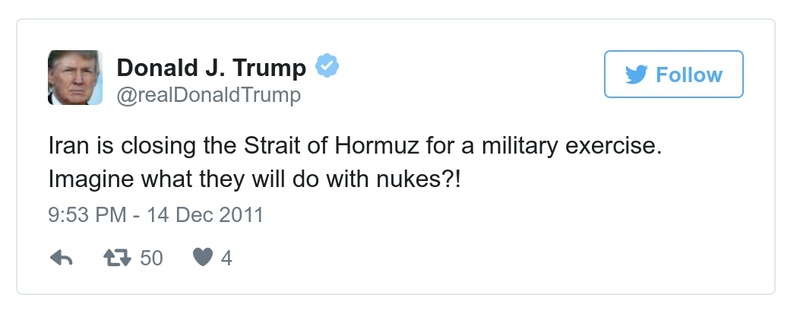 Donald J. Trump
@realDonaldTrump
Follow
Iran is closing the Strait of Hormuz for a military exercise.
Imagine what they will do with nukes?!
9:53 PM - 14 Dec 2011
50
4